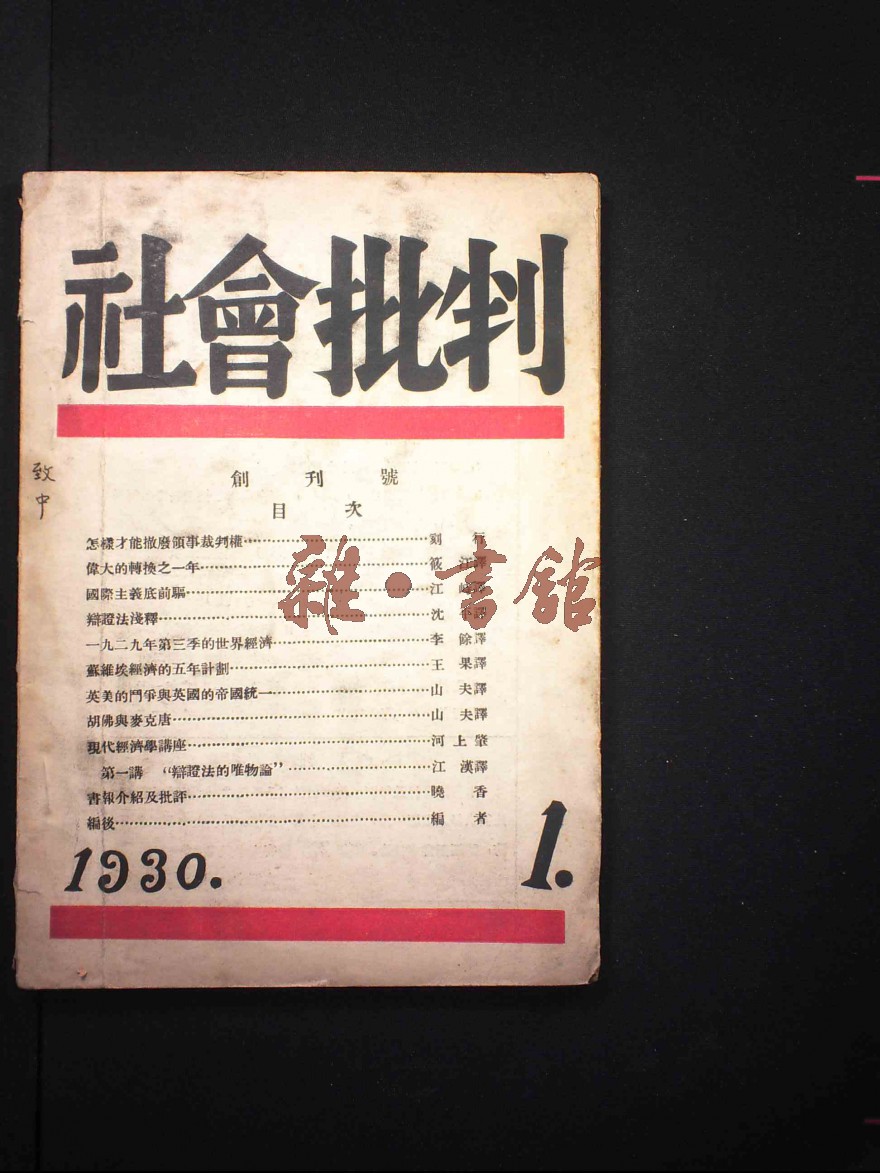 社會批判
創刊號
目次
怎樣才能撤廢領事裁判權 劉
偉大的轉換之一年 筱江譯
國際主義底前驅 江
辯證法淺釋 沈
一九二九年第三季的世界經濟 李餘譯
蘇維埃經濟的五年計劃 王果譯
英美的鬥爭與英國的帝國統一 山夫譯
胡佛與麥克唐 山夫譯
現代經濟學講座 河上肇
第一講 “辯證法的唯物論” 江漢譯
書報介紹及批評 曉香
編後 編者
1930. 1.
致中
雜·書館